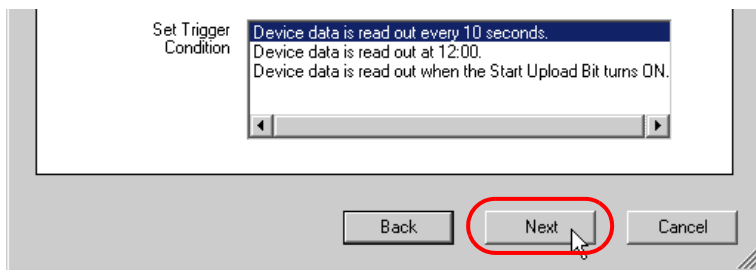 Set Trigger
Condition
Device data is read out every 10 seconds.
Device data is read out at 12:00.
Device data is read out when the Start Upload Bit turns ON.
Back
Next
Cancel